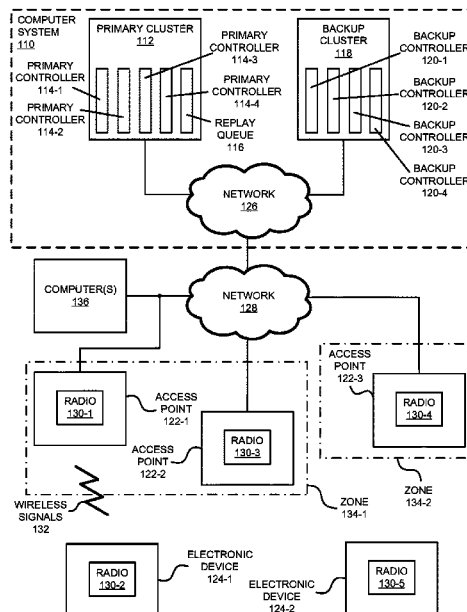 COMPUTER
SYSTEM
110
PRIMARY CLUSTER
112
PRIMARY
CONTROLLER
114-3
PRIMARY
CONTROLLER
114-1
PRIMARY
CONTROLLER
114-2
PRIMARY
CONTROLLER
114-4
REPLAY
QUEUE
116
BACKUP
CLUSTER
118
BACKUP
CONTROLLER
120-1
BACKUP
CONTROLLER
120-2
BACKUP
CONTROLLER
120-3
BACKUP
CONTROLLER
120-4
NETWORK
126
COMPUTER(S)
136
NETWORK
128
RADIO
130-1
ACCESS
POINT
122-1
ACCESS
POINT
122-2
RADIO
130-3
ACCESS
POINT
122-3
RADIO
130-4
WIRELESS
SIGNALS
132
ZONE
134-1
ZONE
134-2
RADIO
130-2
ELECTRONIC
DEVICE
124-1
ELECTRONIC
DEVICE
124-2
RADIO
130-5